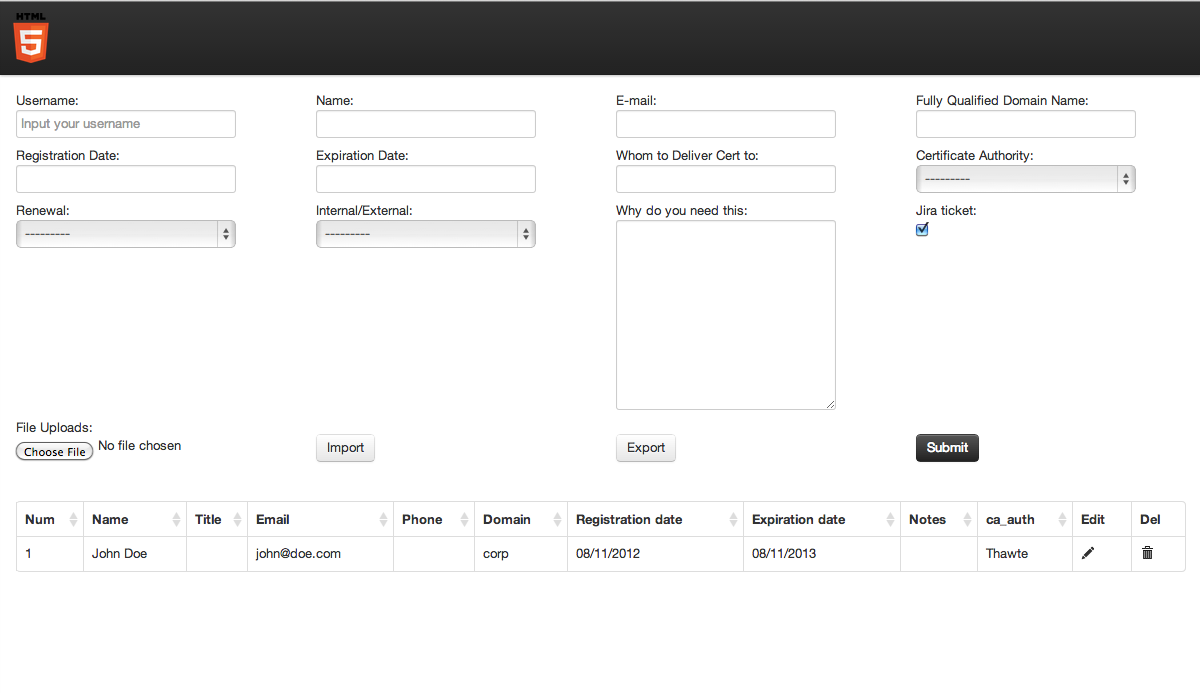 HTML
5
Username: Name: E-mail: Fully Qualified Domain Name:
Input your username
Registration Date: Expiration Date: Whom to Deliver Cert to: Certificate Authority:
---------
Renewal: Internal/External: Why do you need this: Jira ticket:
--------- ---------
File Uploads:
Choose File No file chosen Import Export Submit
Num Name Title Email Phone Domain Registration date Expiration date Notes ca_auth Edit Del
1 John Doe john@doe.com corp 08/11/2012 08/11/2013 Thawte